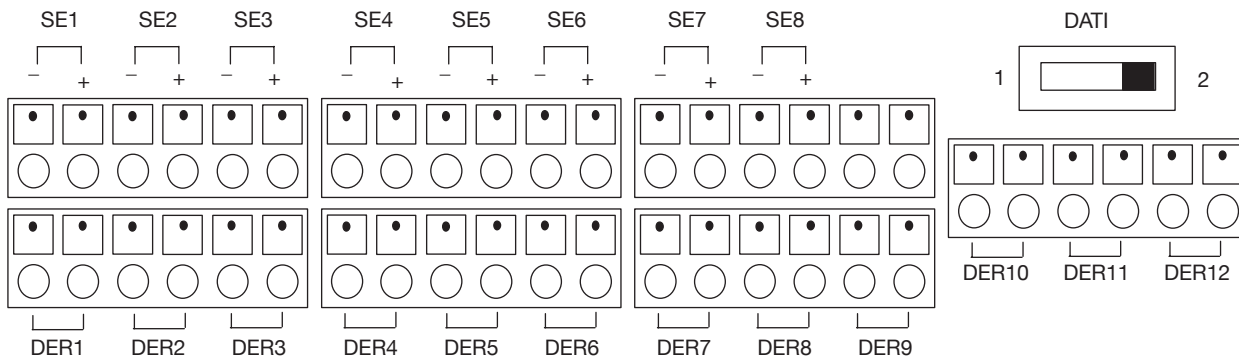 SE1 SE2 SE3 SE4 SE5 SE6 SE7 SE8 DATI
− + − + − + − + − + − + − + − +
1 2
DER10 DER11 DER12
DER1 DER2 DER3 DER4 DER5 DER6 DER7 DER8 DER9